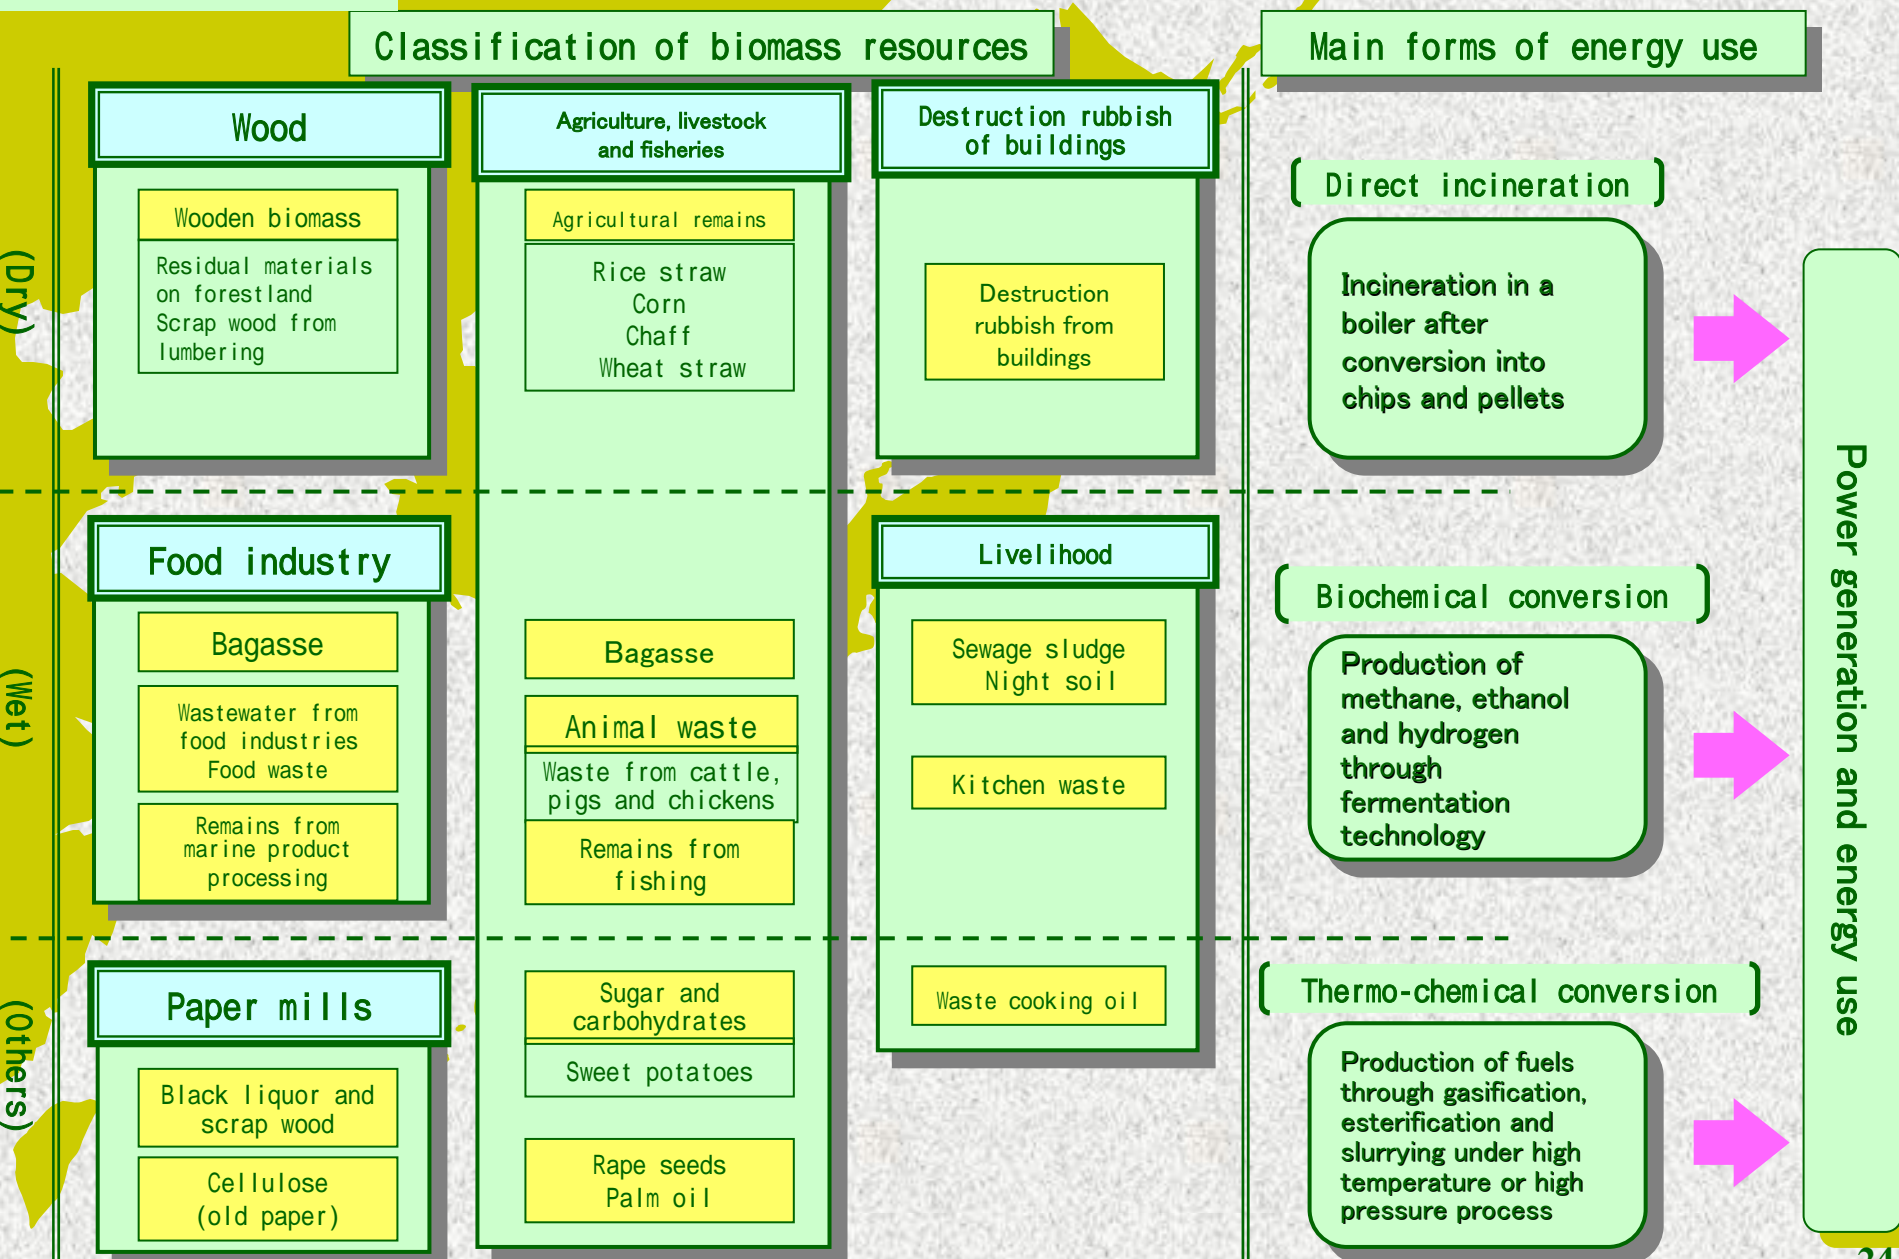 Classification of biomass resources
Main forms of energy use
(Dry)
Wood
Wooden biomass
Residual materials
on forestland
Scrap wood from
lumbering
Agriculture, livestock
and fisheries
Agricultural remains
Rice straw
Corn
Chaff
Wheat straw
Destruction rubbish
of buildings
Destruction
rubbish from
buildings
Direct incineration
Incineration in a
boiler after
conversion into
chips and pellets
(Wet)
Food industry
Bagasse
Wastewater from
food industries
Food waste
Remains from
marine product
processing
Bagasse
Animal waste
Waste from cattle,
pigs and chickens
Remains from
fishing
Livelihood
Sewage sludge
Night soil
Kitchen waste
Biochemical conversion
Production of
methane, ethanol
and hydrogen
through
fermentation
technology
(Others)
Paper mills
Black liquor and
scrap wood
Cellulose
(old paper)
Sugar and
carbohydrates
Sweet potatoes
Rape seeds
Palm oil
Waste cooking oil
Thermo-chemical conversion
Production of fuels
through gasification,
esterification and
slurrying under high
temperature or high
pressure process
Power generation and energy use